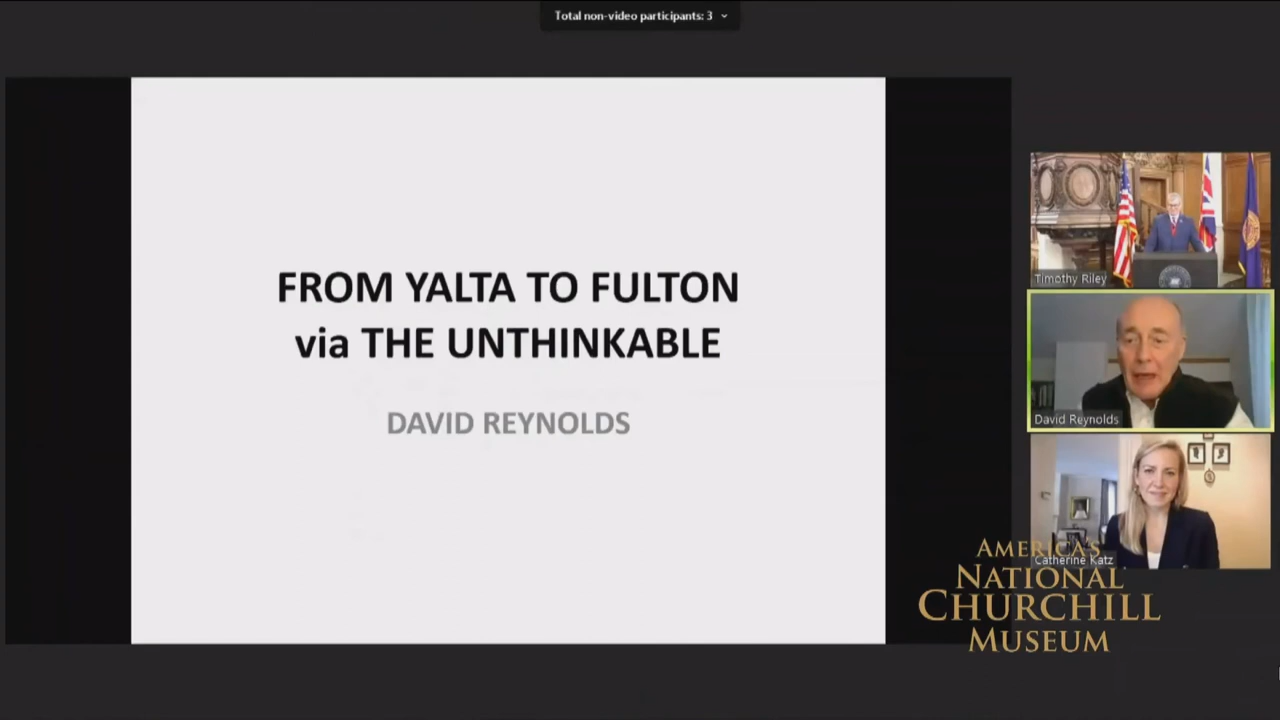 Total non-video participants: 3
FROM YALTA TO FULTON
via THE UNTHINKABLE
DAVID REYNOLDS
Timothy Riley
David Reynolds
Catherine Katz
AMERICA'S
NATIONAL
CHURCHILL
MUSEUM